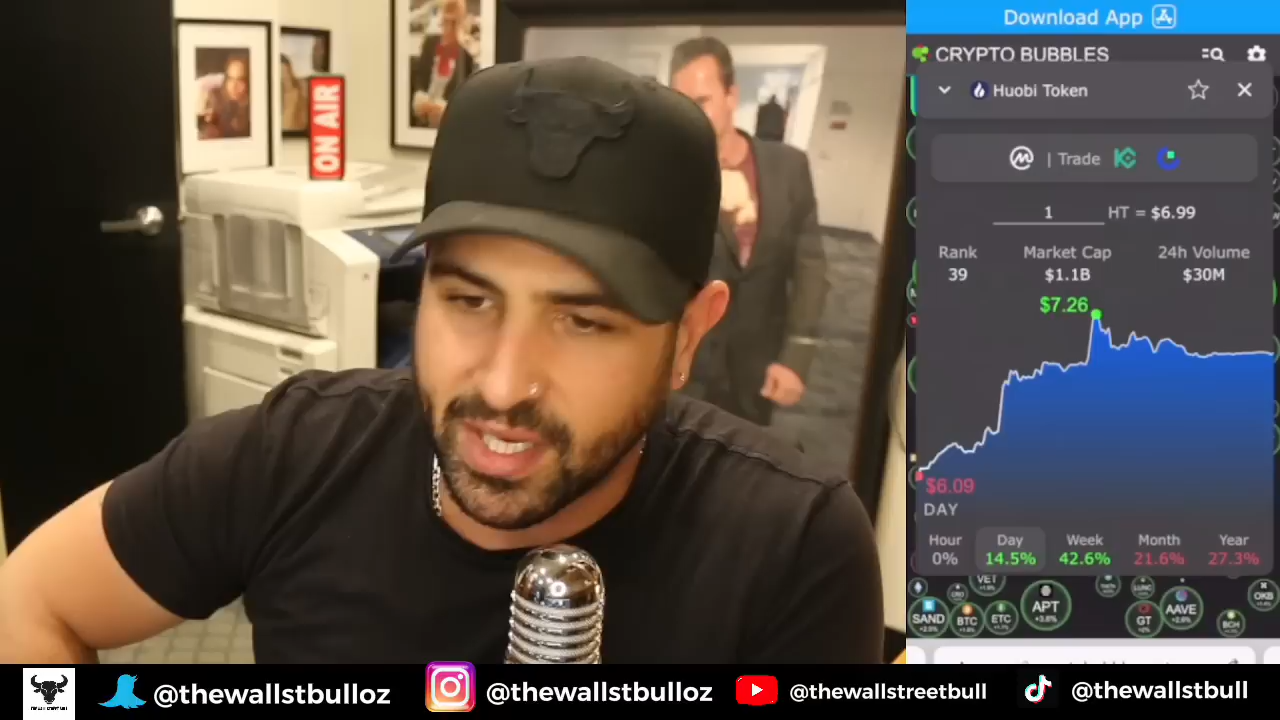 ON AIR
Download App
CRYPTO BUBBLES
Huobi Token
| Trade
1 HT = $6.99
Rank Market Cap 24h Volume
39 $1.1B $30M
$7.26
$6.09
DAY
Hour Day Week Month Year
0% 14.5% 42.6% 21.6% 27.3%
VET
APT
+3.8%
SAND
BTC
ETC
GT
AAVE
BCH
OKB
@thewallstbulloz @thewallstbulloz @thewallstreetbull @thewallstbull